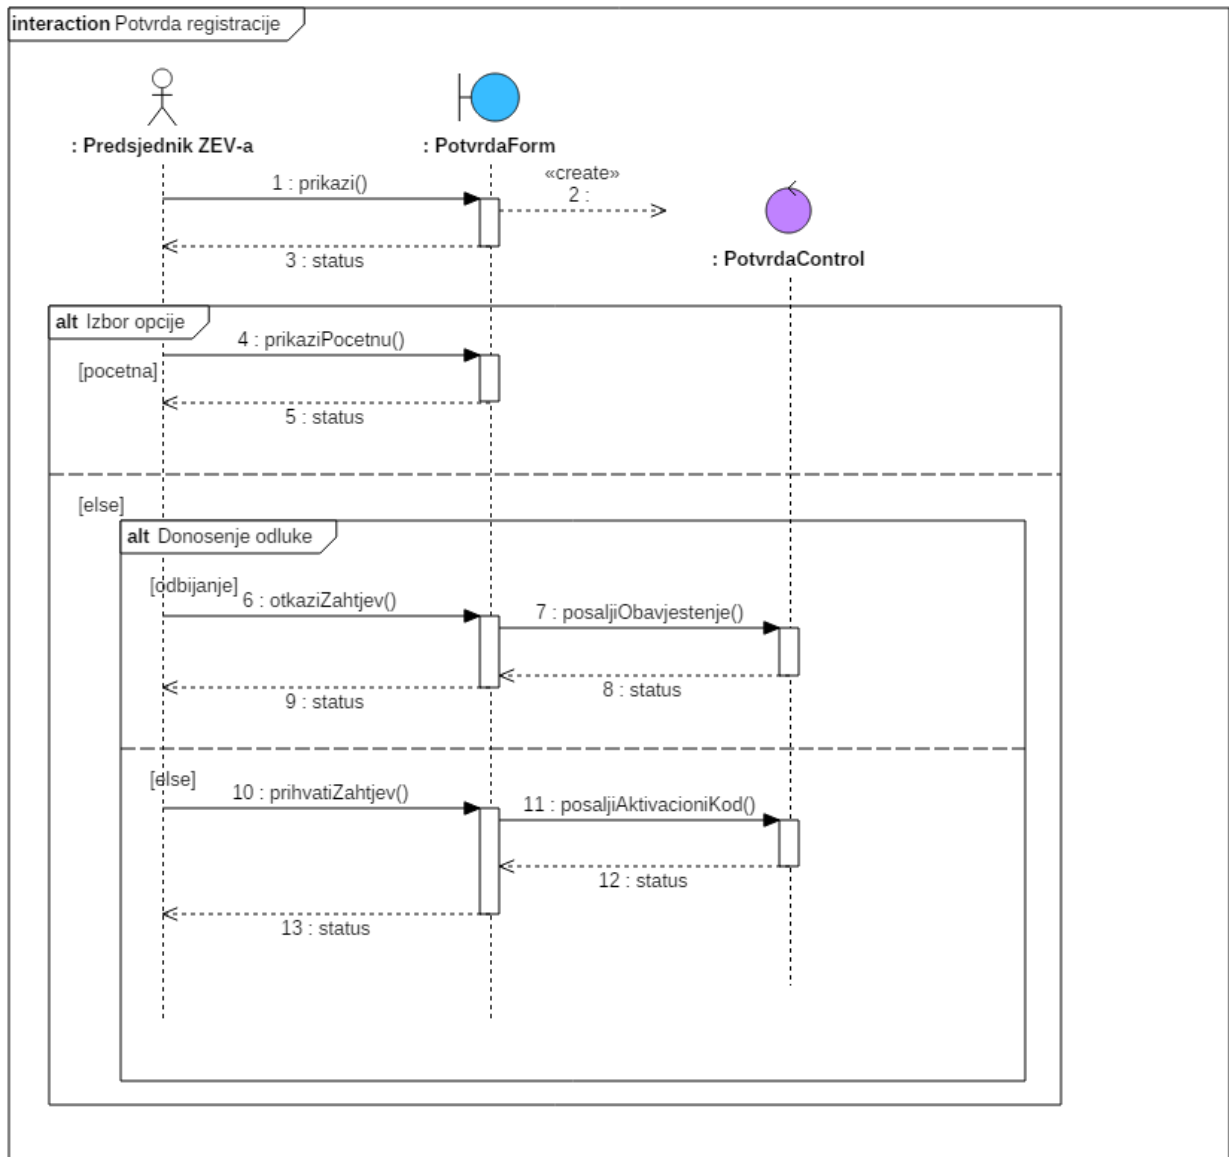 interaction Potvrda registracije
: Predsjednik ZEV-a
: PotvrdaForm
1 : prikazi()
«create»
2 :
: PotvrdaControl
3 : status
alt Izbor opcije
4 : prikaziPocetnu()
[pocetna]
5 : status
[else]
alt Donosenje odluke
[odbijanje]
6 : otkaziZahtjev()
7 : posaljiObavjestenje()
8 : status
9 : status
[else]
10 : prihvatiZahtjev()
11 : posaljiAktivacioniKod()
12 : status
13 : status